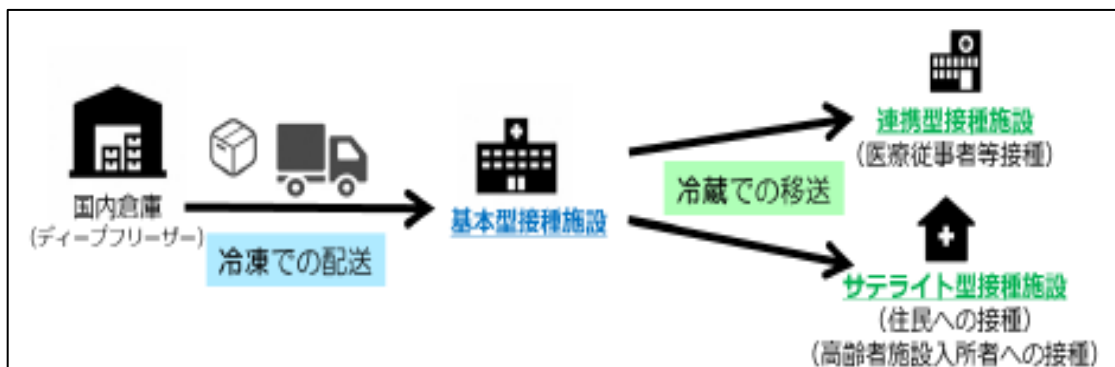 国内倉庫
(ディープフリーザー)
冷凍での配送
基本型接種施設
冷蔵での移送
連携型接種施設
(医療従事者等接種)
サテライト型接種施設
(住民への接種)
(高齢者施設入所者への接種)